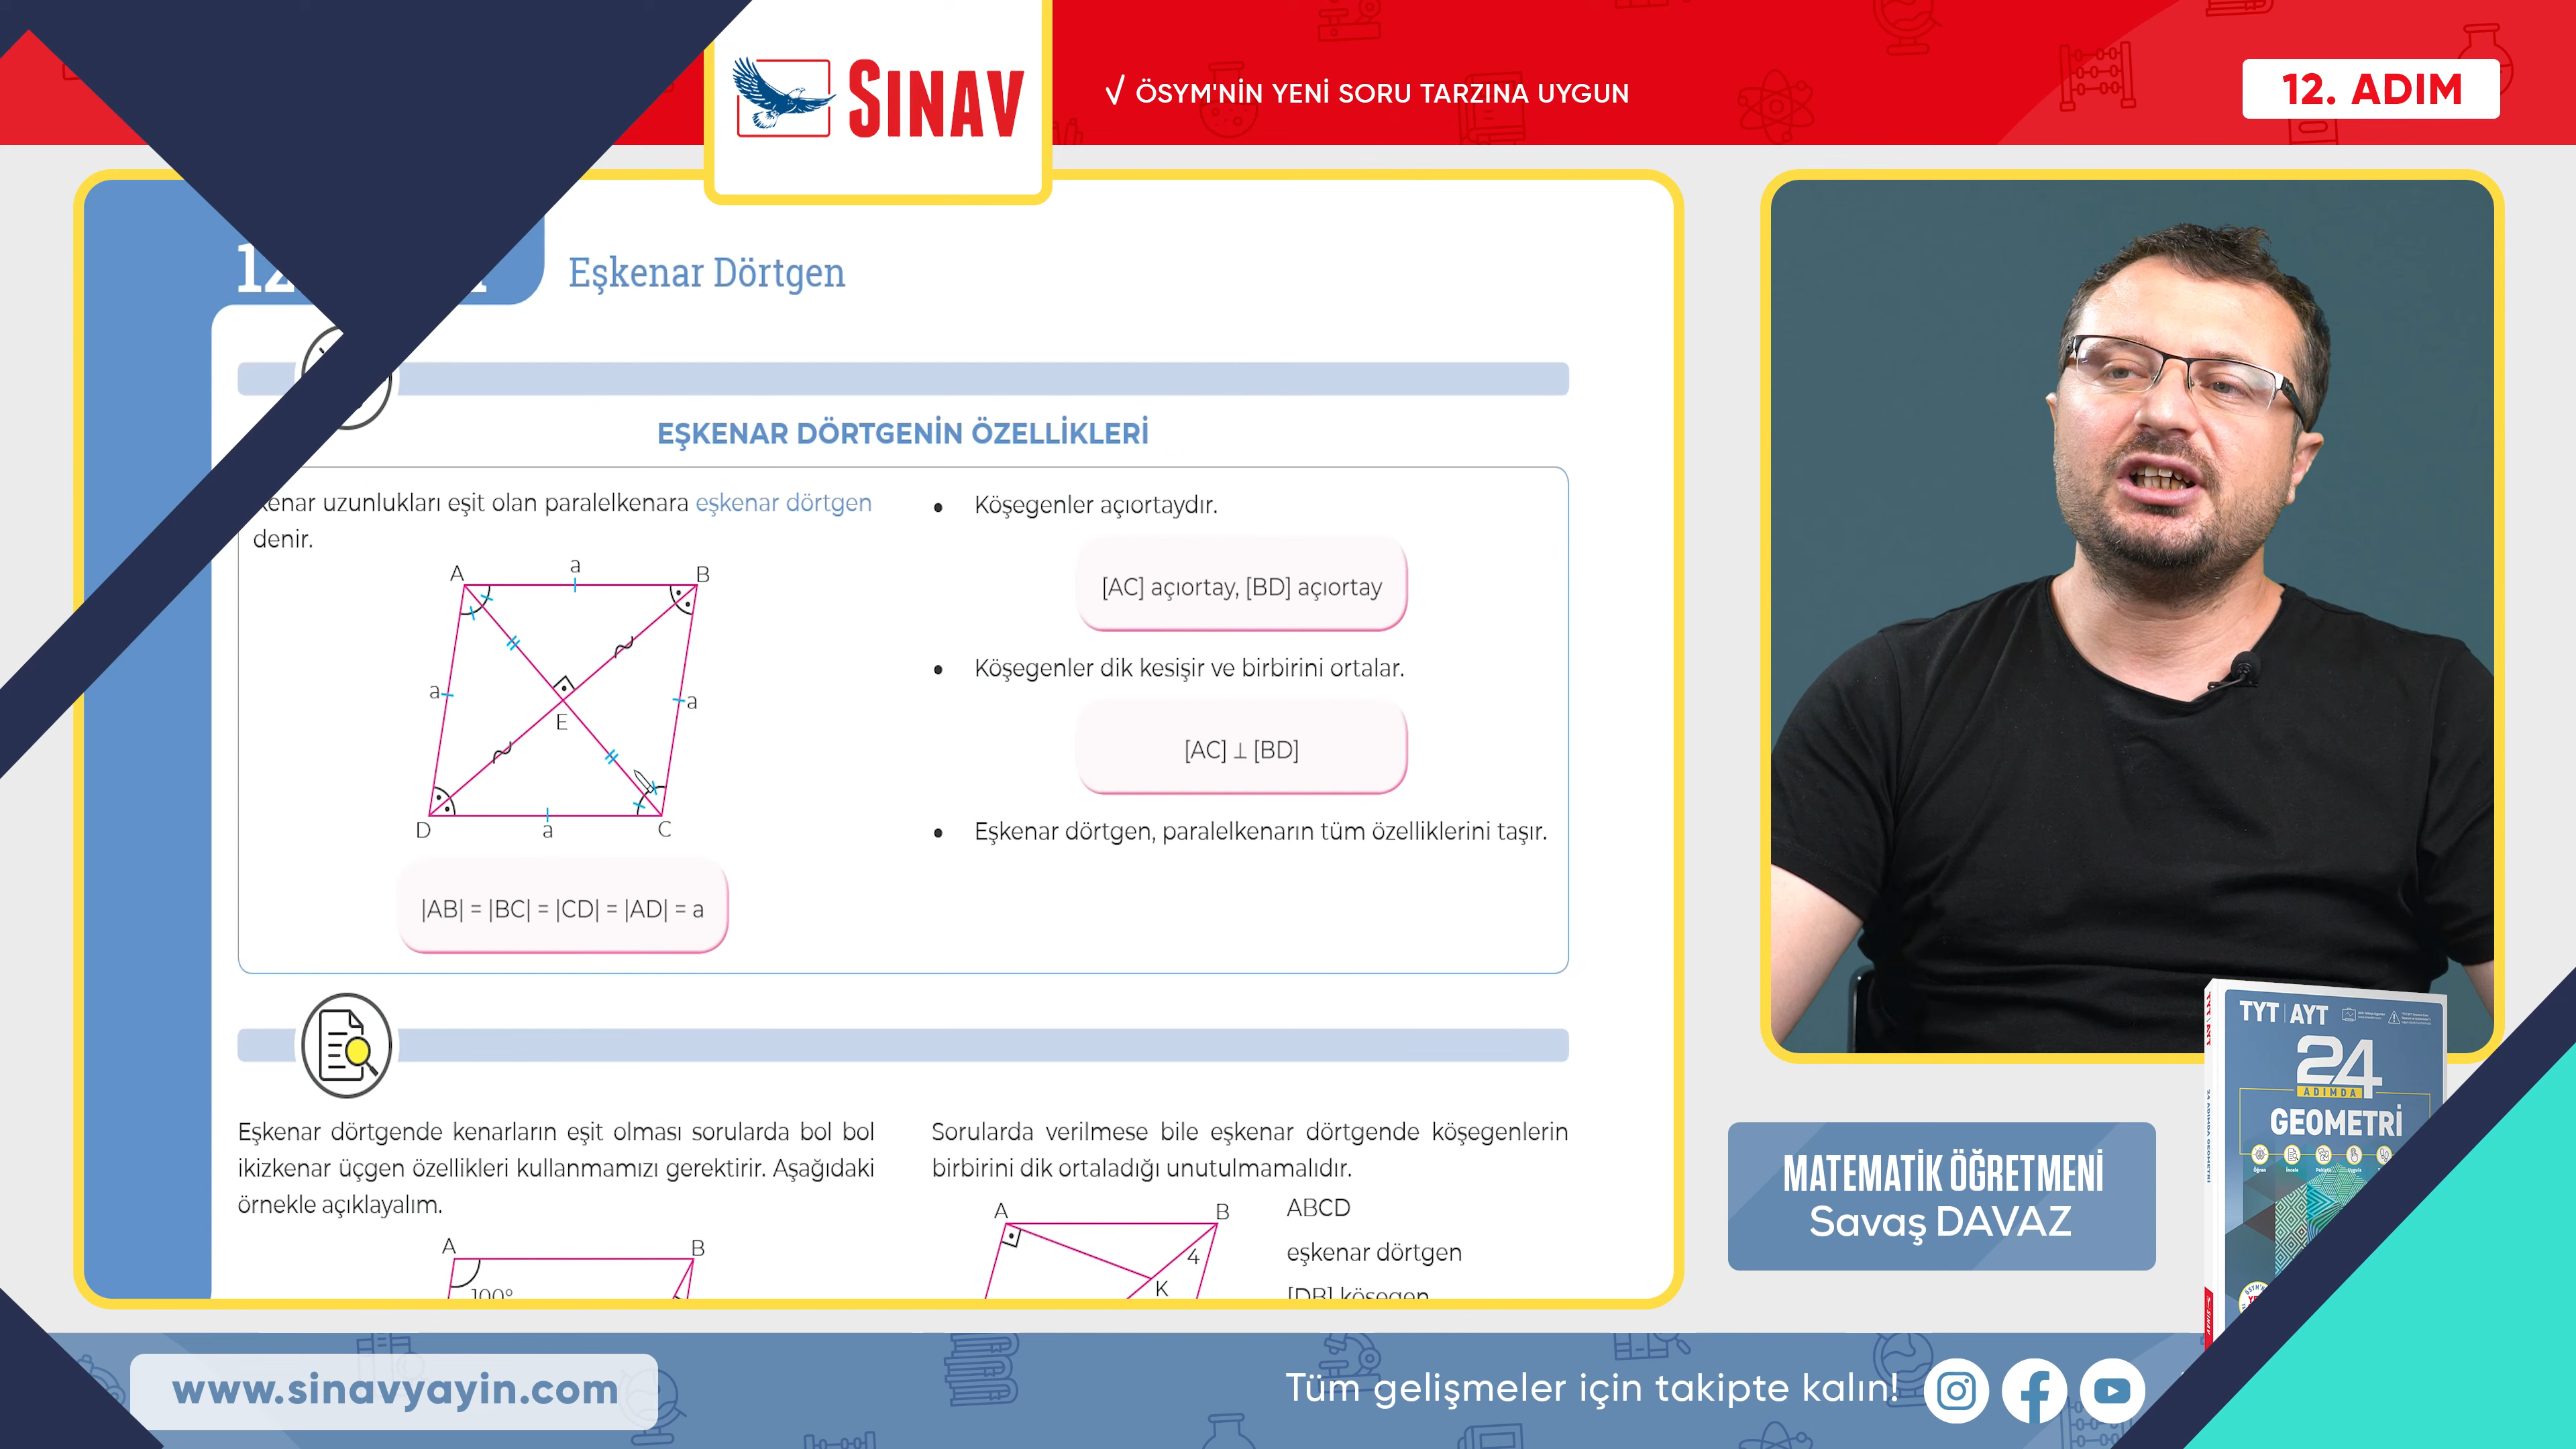 SINAV
√ ÖSYM'NİN YENİ SORU TARZINA UYGUN
12. ADIM
Eşkenar Dörtgen
EŞKENAR DÖRTGENİN ÖZELLİKLERİ
kenar uzunlukları eşit olan paralelkenara eşkenar dörtgen
denir.
A
a
B
a
a
E
D
a
C
|AB| = |BC| = |CD| = |AD| = a
• Köşegenler açıortaydır.
[AC] açıortay, [BD] açıortay
• Köşegenler dik kesişir ve birbirini ortalar.
[AC] ⊥ [BD]
• Eşkenar dörtgen, paralelkenarın tüm özelliklerini taşır.
Eşkenar dörtgende kenarların eşit olması sorularda bol bol
ikizkenar üçgen özellikleri kullanmamızı gerektirir. Aşağıdaki
örnekle açıklayalım.
A
B
100°
Sorularda verilmese bile eşkenar dörtgende köşegenlerin
birbirini dik ortaladığı unutulmamalıdır.
A
B
4
K
ABCD
eşkenar dörtgen
[DB] köşegen
TYT | AYT
24
ADIMDA
GEOMETRİ
MATEMATİK ÖĞRETMENİ
Savaş DAVAZ
www.sinavyayin.com
Tüm gelişmeler için takipte kalın!